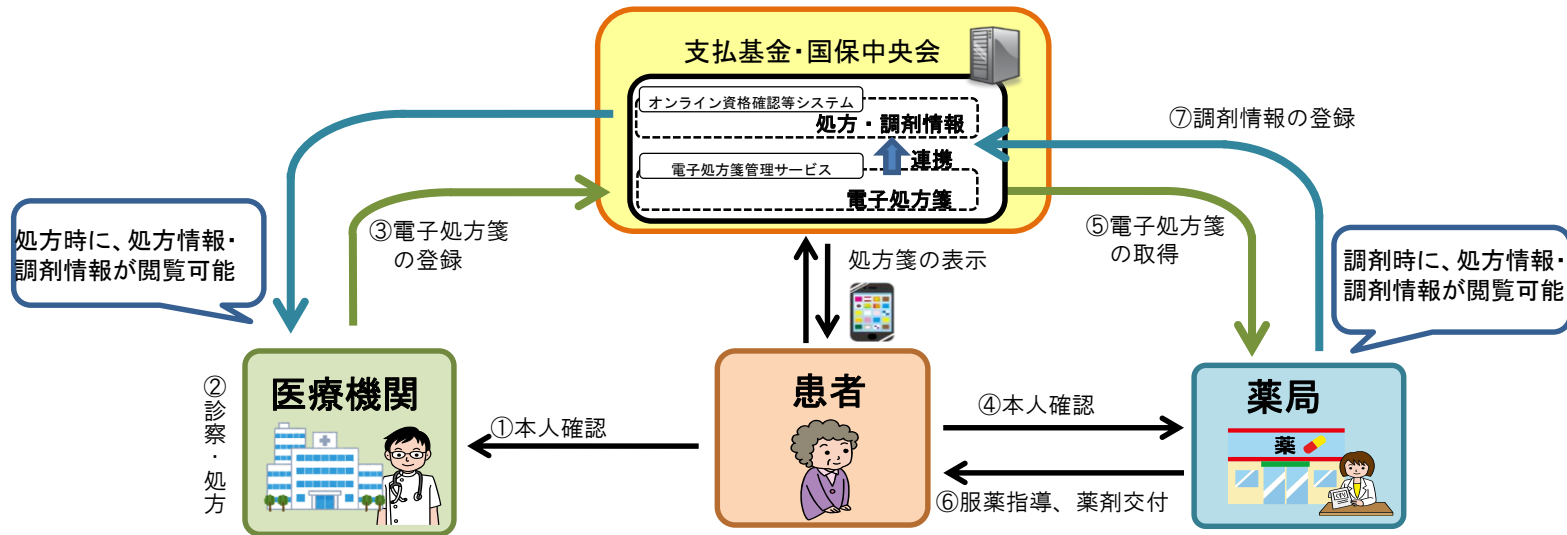 支払基金・国保中央会
オンライン資格確認等システム
処方・調剤情報
連携
電子処方箋管理サービス
電子処方箋
⑦調剤情報の登録
③電子処方箋
の登録
⑤電子処方箋
の取得
処方時に、処方情報・
調剤情報が閲覧可能
処方箋の表示
調剤時に、処方情報・
調剤情報が閲覧可能
②診察・処方
医療機関
①本人確認
患者
④本人確認
⑥服薬指導、薬剤交付
薬局
薬